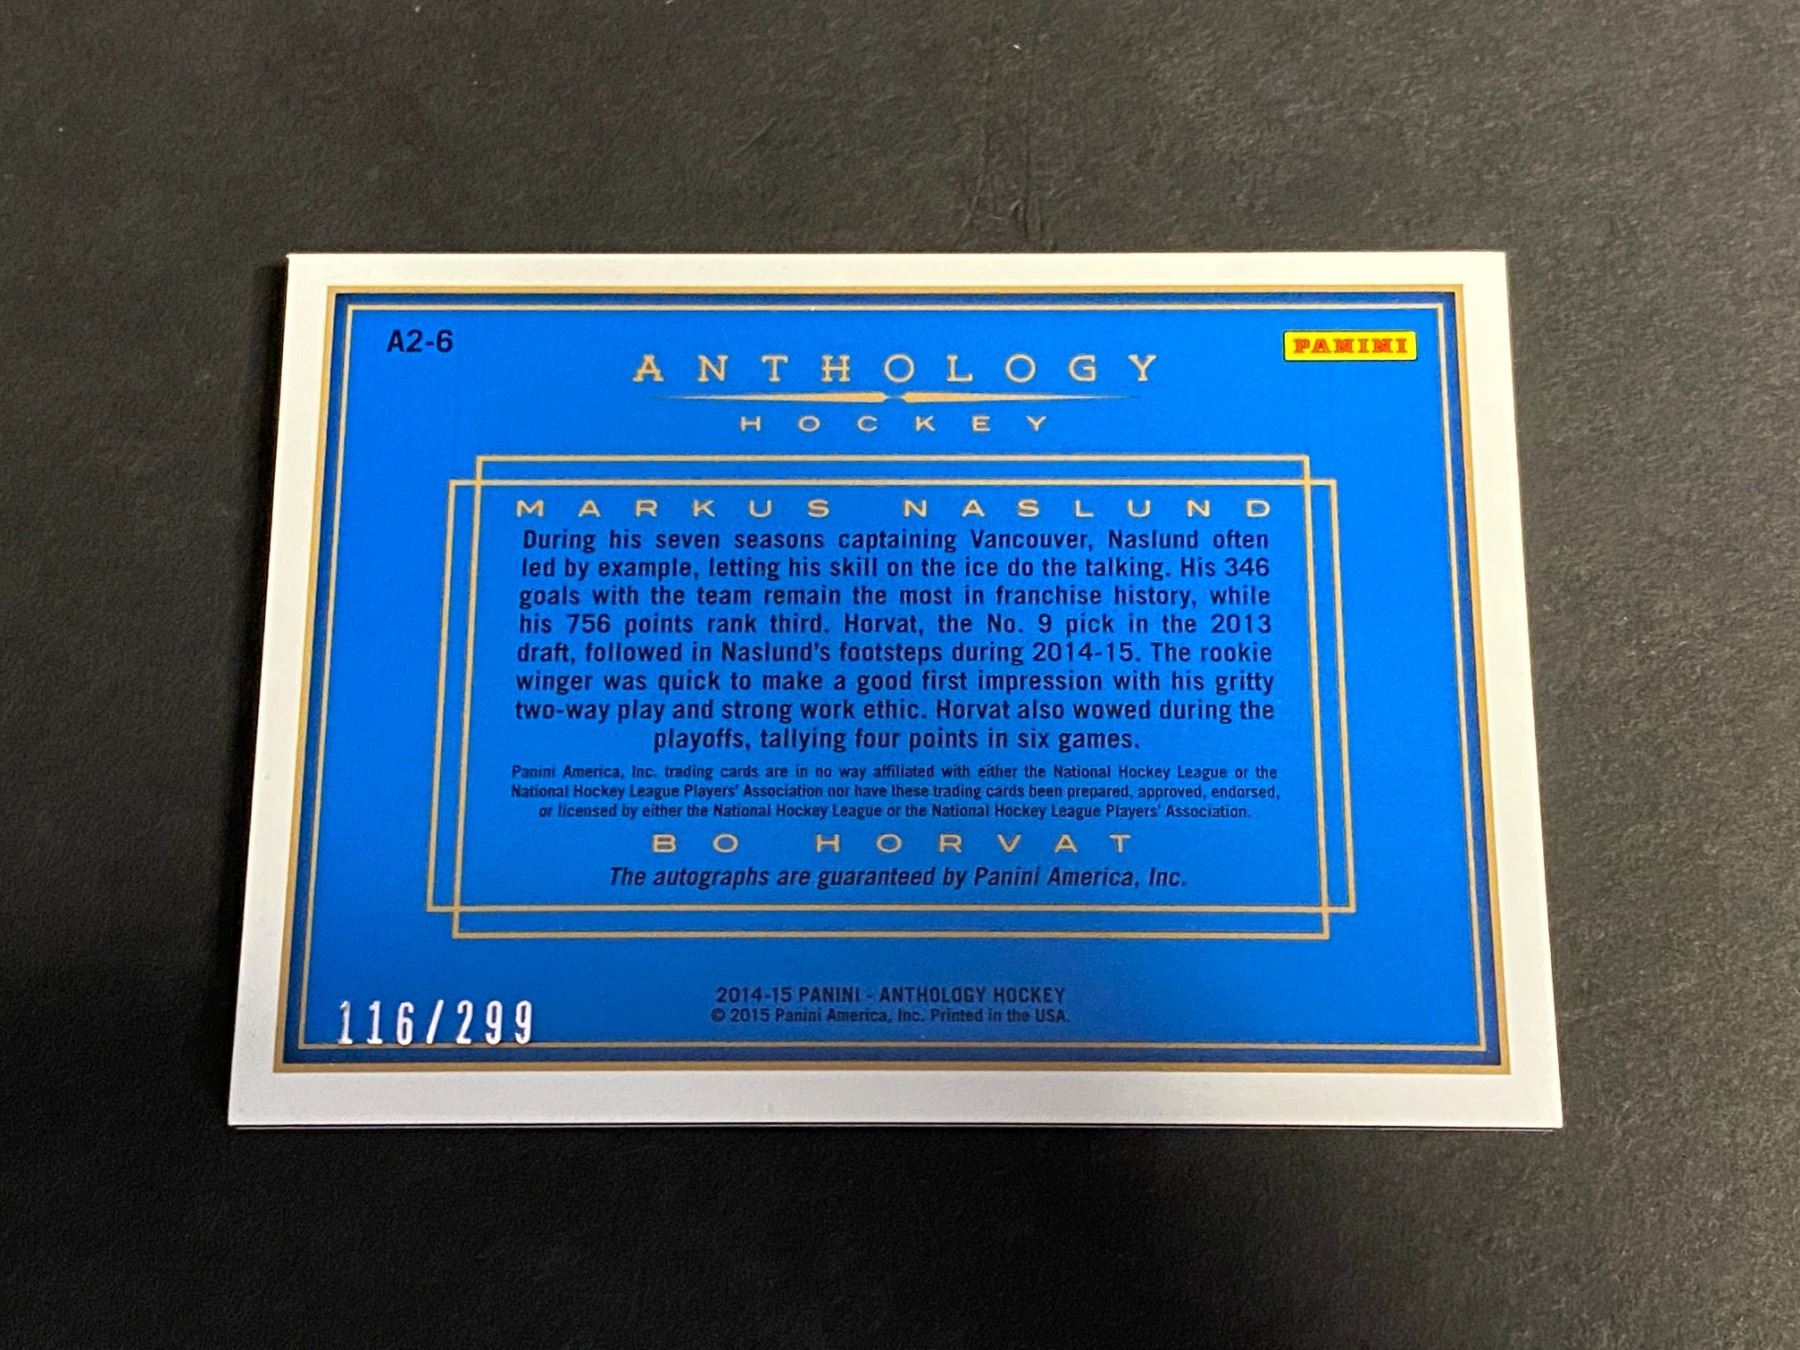 A2-6
PANINI
ANTHOLOGY
HOCKEY
MARKUS NASLUND
During his seven seasons captaining Vancouver, Naslund often
led by example, letting his skill on the ice do the talking. His 346
goals with the team remain the most in franchise history, while
his 756 points rank third. Horvat, the No. 9 pick in the 2013
draft, followed in Naslund's footsteps during 2014-15. The rookie
winger was quick to make a good first impression with his gritty
two-way play and strong work ethic. Horvat also wowed during the
playoffs, tallying four points in six games.
Panini America, Inc. trading cards are in no way affiliated with either the National Hockey League or the
National Hockey League Players' Association nor have these trading cards been prepared, approved, endorsed,
or licensed by either the National Hockey League or the National Hockey League Players' Association.
BO HORVAT
The autographs are guaranteed by Panini America, Inc.
2014-15 PANINI - ANTHOLOGY HOCKEY
© 2015 Panini America, Inc. Printed in the USA.
116/299